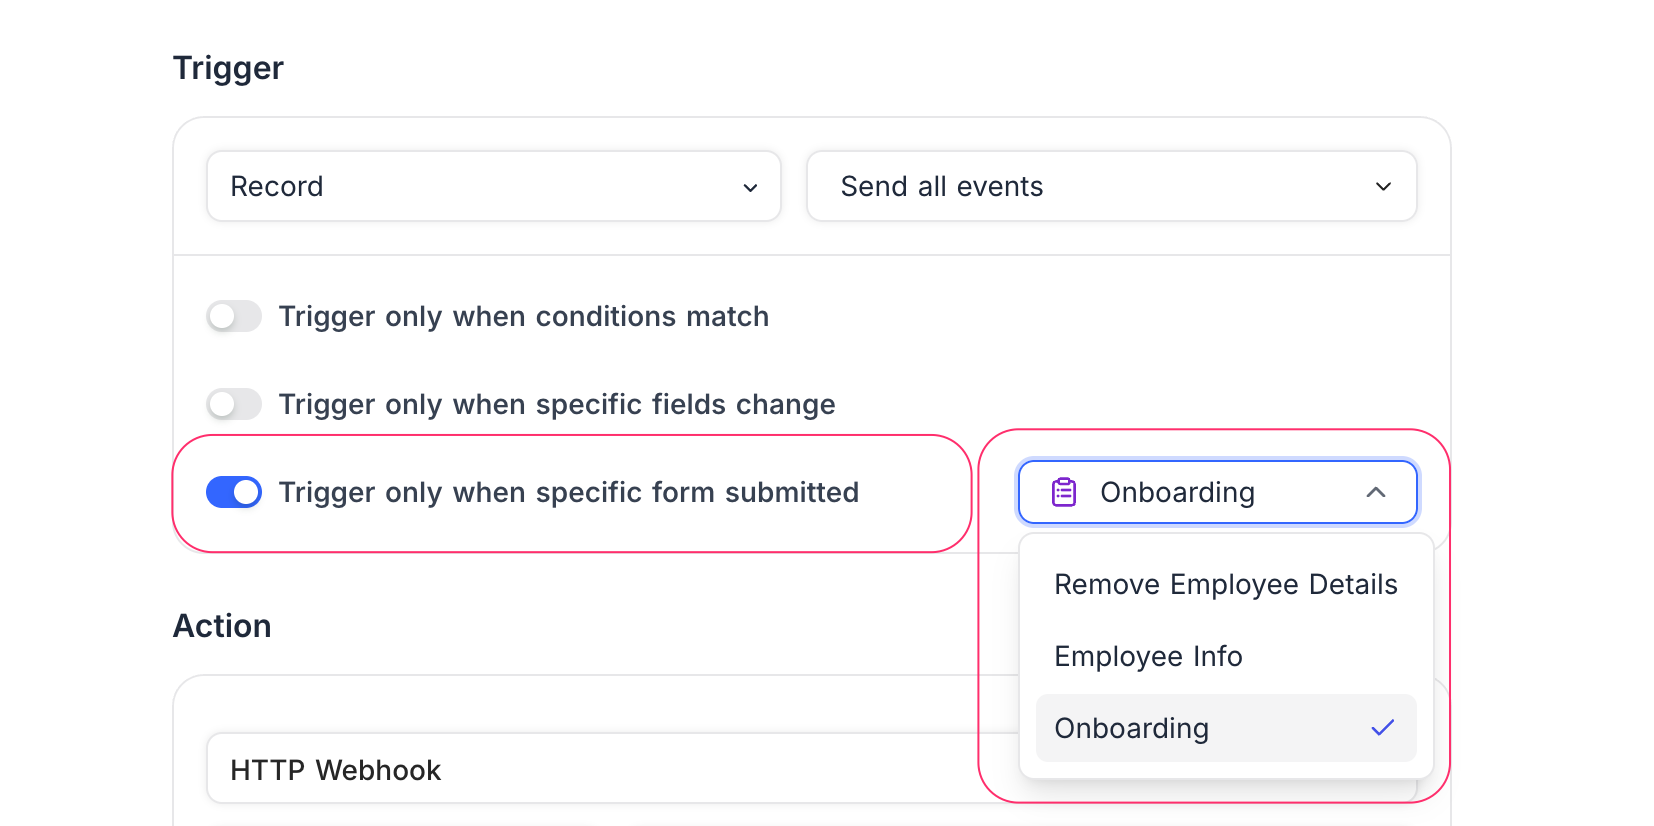 Trigger
Record
Send all events
Trigger only when conditions match
Trigger only when specific fields change
Trigger only when specific form submitted
Onboarding
Remove Employee Details
Employee Info
Onboarding
Action
HTTP Webhook